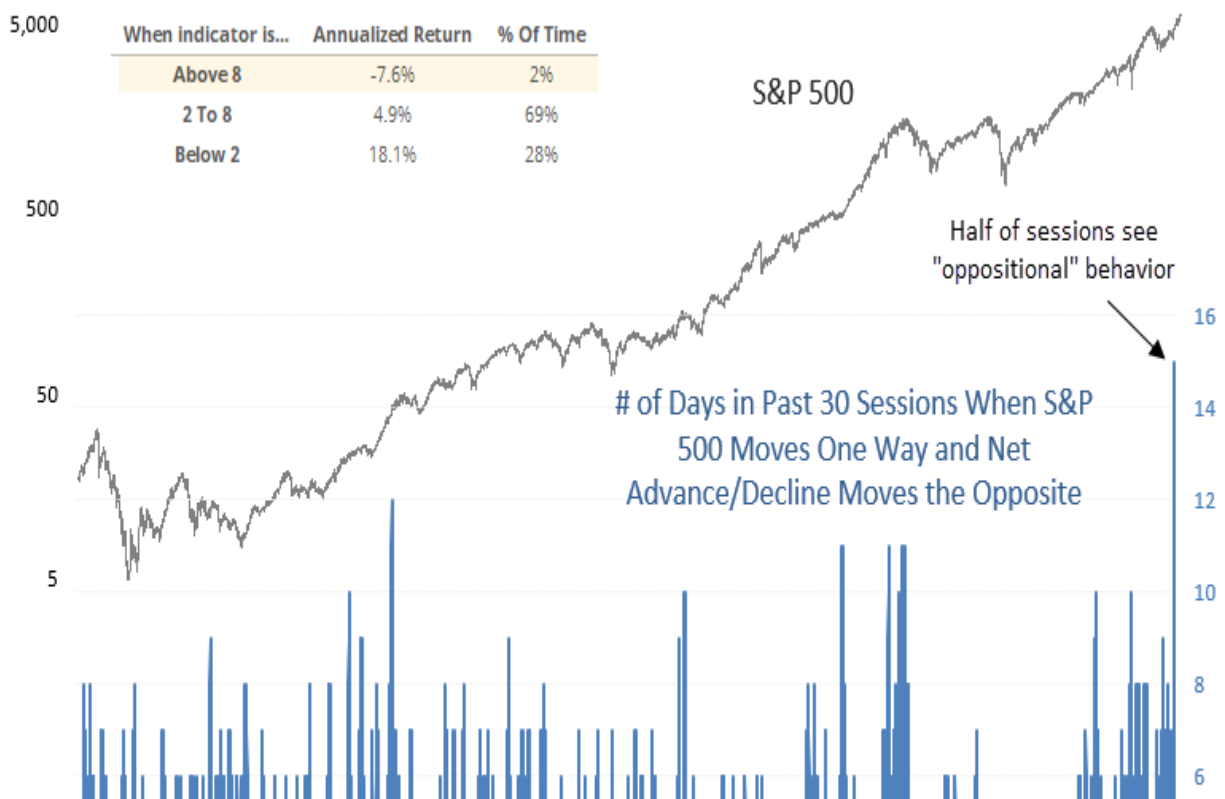 When indicator is... Annualized Return % Of Time
Above 8 -7.6% 2%
2 To 8 4.9% 69%
Below 2 18.1% 28%
5,000
500
50
5
S&P 500
Half of sessions see
"oppositional" behavior
# of Days in Past 30 Sessions When S&P
500 Moves One Way and Net
Advance/Decline Moves the Opposite
16
14
12
10
8
6